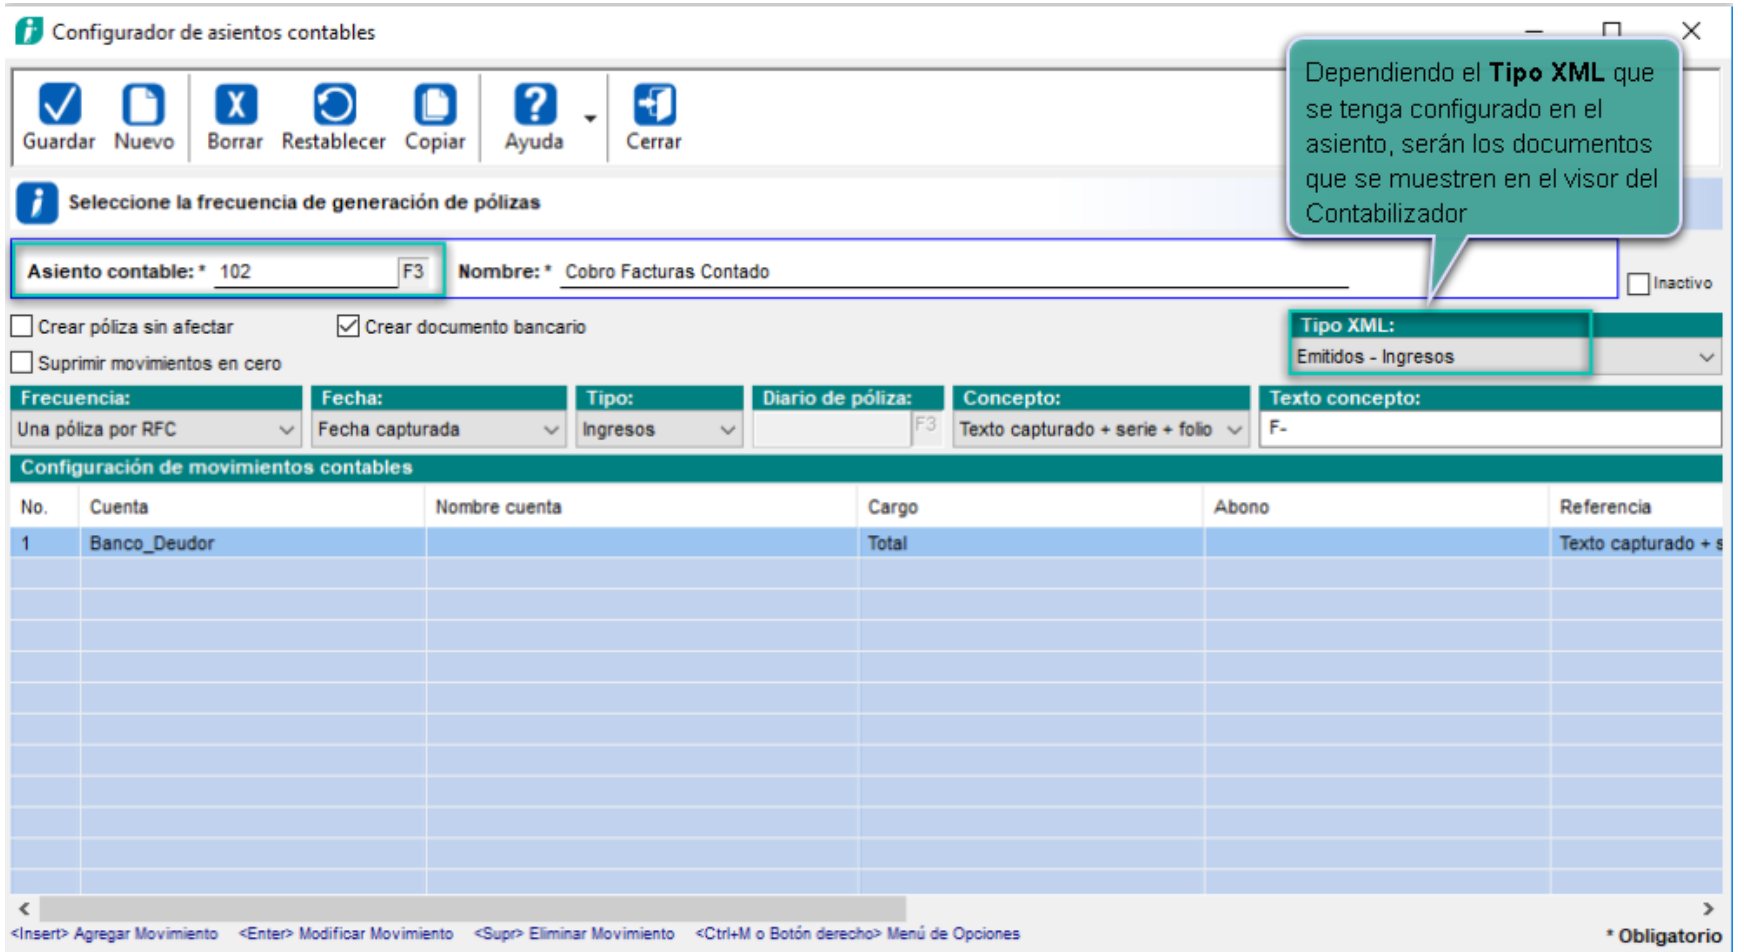 Configurador de asientos contables
Dependiendo el Tipo XML que
se tenga configurado en el
asiento, serán los documentos
que se muestren en el visor del
Contabilizador
Guardar Nuevo Borrar Restablecer Copiar Ayuda Cerrar
Seleccione la frecuencia de generación de pólizas
Asiento contable: * 102 F3 Nombre: * Cobro Facturas Contado
Inactivo
Crear póliza sin afectar Crear documento bancario
Tipo XML:
Suprimir movimientos en cero
Emitidos - Ingresos
Frecuencia: Fecha: Tipo: Diario de póliza: Concepto: Texto concepto:
Una póliza por RFC Fecha capturada Ingresos F3 Texto capturado + serie + folio F-
Configuración de movimientos contables
No. Cuenta Nombre cuenta Cargo Abono Referencia
1 Banco_Deudor Total Texto capturado + s
<Insert> Agregar Movimiento <Enter> Modificar Movimiento <Supr> Eliminar Movimiento <Ctrl+M o Botón derecho> Menú de Opciones * Obligatorio